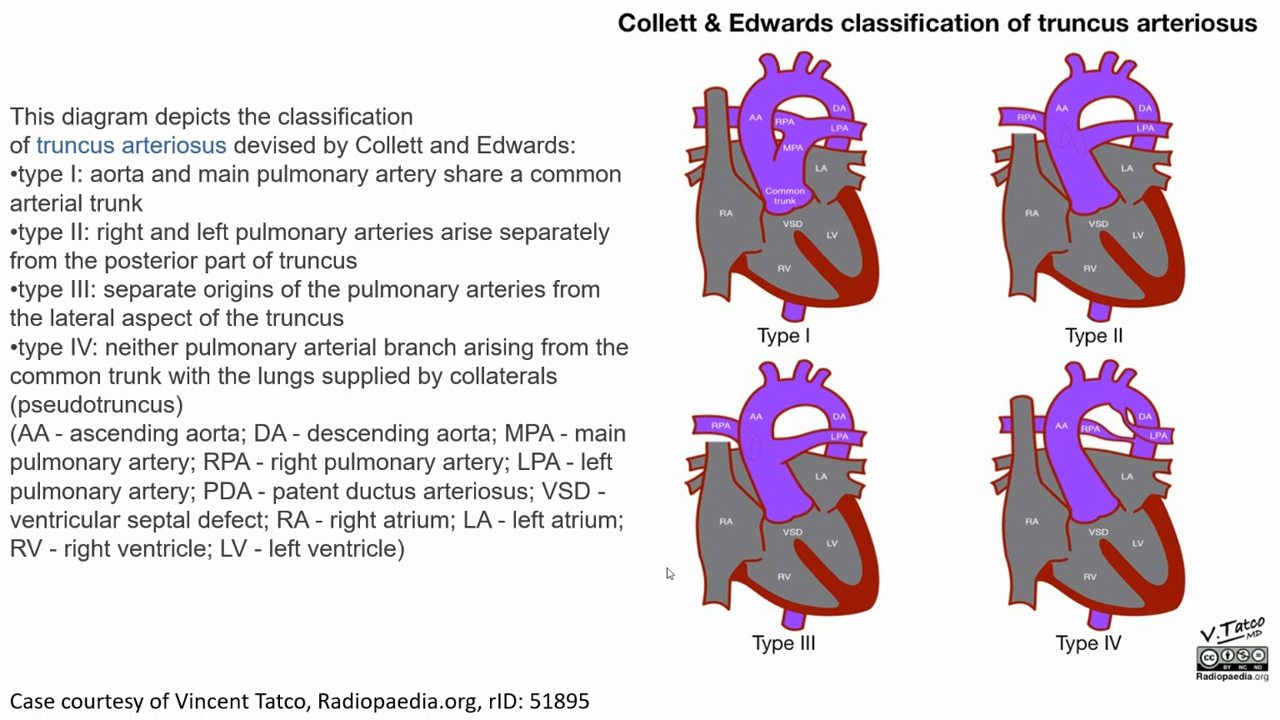 Collett & Edwards classification of truncus arteriosus
This diagram depicts the classification
of truncus arteriosus devised by Collett and Edwards:
•type I: aorta and main pulmonary artery share a common
arterial trunk
•type II: right and left pulmonary arteries arise separately
from the posterior part of truncus
•type III: separate origins of the pulmonary arteries from
the lateral aspect of the truncus
•type IV: neither pulmonary arterial branch arising from the
common trunk with the lungs supplied by collaterals
(pseudotruncus)
(AA - ascending aorta; DA - descending aorta; MPA - main
pulmonary artery; RPA - right pulmonary artery; LPA - left
pulmonary artery; PDA - patent ductus arteriosus; VSD -
ventricular septal defect; RA - right atrium; LA - left atrium;
RV - right ventricle; LV - left ventricle)
AA
RPA
DA
LPA
MPA
LA
Common
trunk
RA
VSD
LV
RV
Type I
RPA
AA
DA
LPA
LA
RA
VSD
LV
RV
Type II
RPA
AA
DA
LPA
LA
RA
VSD
LV
RV
Type III
AA
RPA
DA
LPA
LA
RA
VSD
LV
RV
Type IV
V. Tatco
MD
cc
BY NC ND
Radiopaedia.org
Case courtesy of Vincent Tatco, Radiopaedia.org, rID: 51895